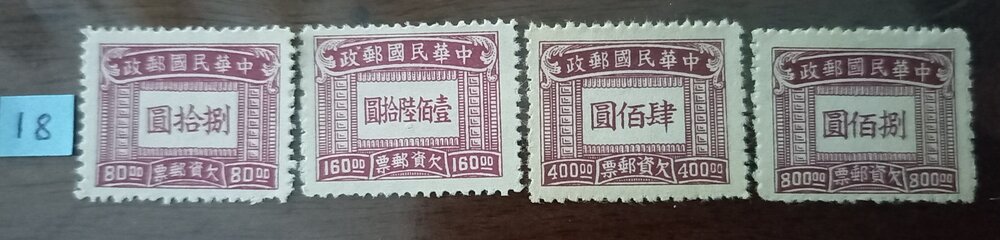 18
政郵國民華中
圓拾捌
80.00 票郵資欠 80.00
政郵國民華中
圓拾陸佰壹
160.00 票郵資欠 160.00
政郵國民華中
圓佰肆
400.00 票郵資欠 400.00
政郵國民華中
圓佰捌
800.00 票郵資欠 800.00